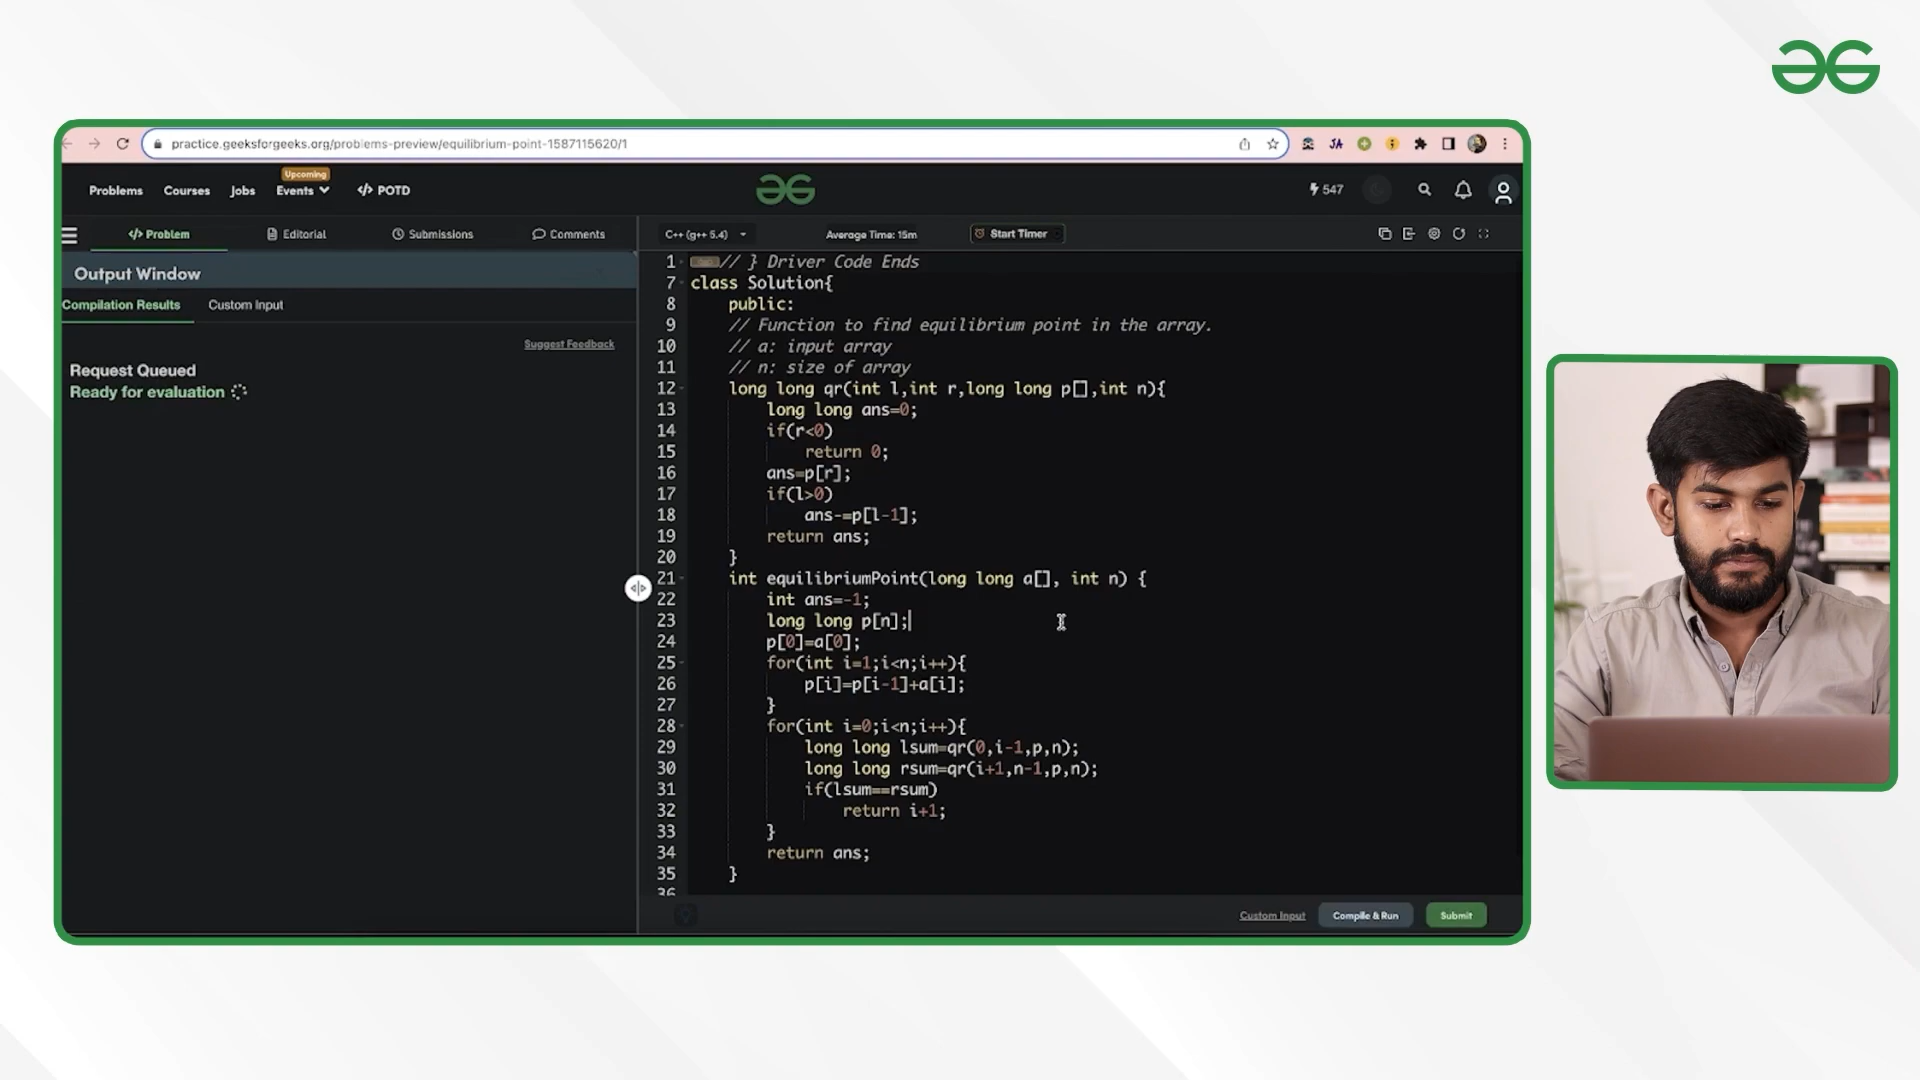 practice.geeksforgeeks.org/problems-preview/equilibrium-point-1587115620/1
JA
Problems
Courses
Jobs
Upcoming
Events
</> POTD
547
</> Problem
Editorial
Submissions
Comments
C++ (g++ 5.4)
Average Time: 15m
Start Timer
Output Window
Compilation Results
Custom Input
Suggest Feedback
Request Queued
Ready for evaluation
1 // } Driver Code Ends
7 class Solution{
8 public:
9 // Function to find equilibrium point in the array.
10 // a: input array
11 // n: size of array
12 long long qr(int l,int r,long long p[],int n){
13 long long ans=0;
14 if(r<0)
15 return 0;
16 ans=p[r];
17 if(l>0)
18 ans-=p[l-1];
19 return ans;
20 }
21 int equilibriumPoint(long long a[], int n) {
22 int ans=-1;
23 long long p[n];
24 p[0]=a[0];
25 for(int i=1;i<n;i++){
26 p[i]=p[i-1]+a[i];
27 }
28 for(int i=0;i<n;i++){
29 long long lsum=qr(0,i-1,p,n);
30 long long rsum=qr(i+1,n-1,p,n);
31 if(lsum==rsum)
32 return i+1;
33 }
34 return ans;
35 }
36
Custom Input
Compile & Run
Submit